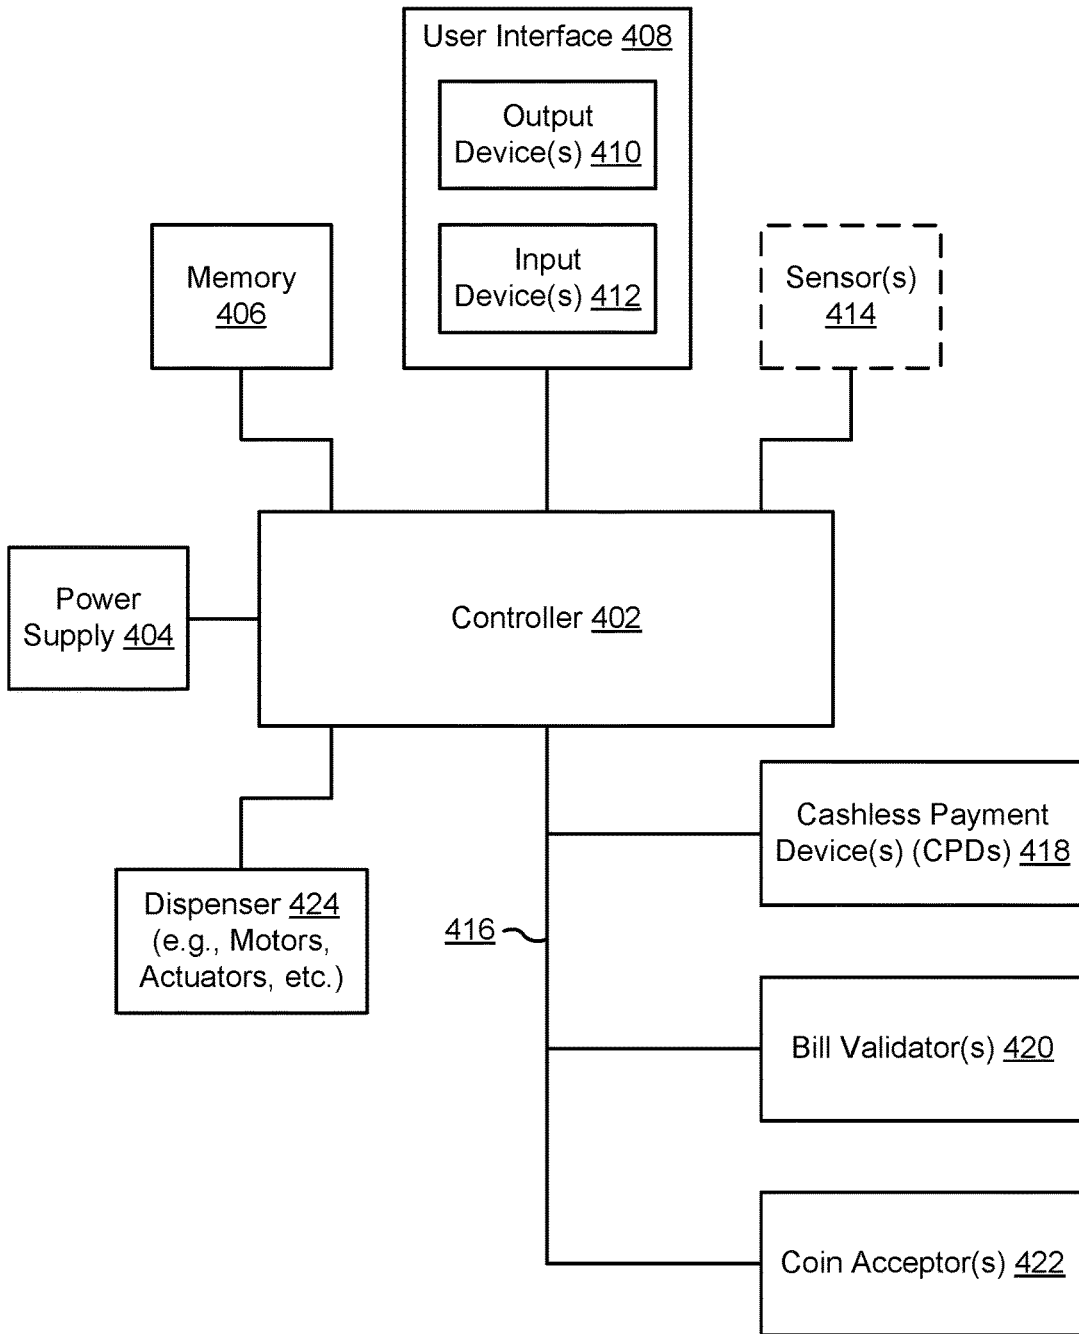 User Interface 408
Output
Device(s) 410
Input
Device(s) 412
Memory
406
Sensor(s)
414
Power
Supply 404
Controller 402
Cashless Payment
Device(s) (CPDs) 418
Dispenser 424
(e.g., Motors,
Actuators, etc.)
416
Bill Validator(s) 420
Coin Acceptor(s) 422